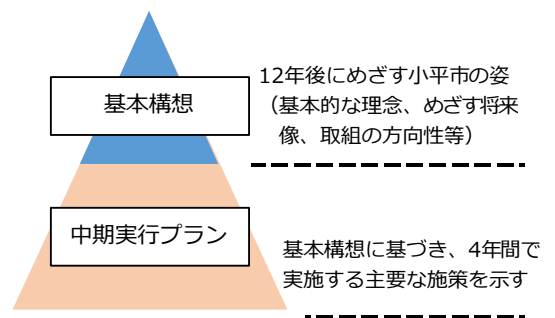 基本構想
12年後にめざす小平市の姿
（基本的な理念、めざす将来
像、取組の方向性等）
中期実行プラン
基本構想に基づき、4年間で
実施する主要な施策を示す